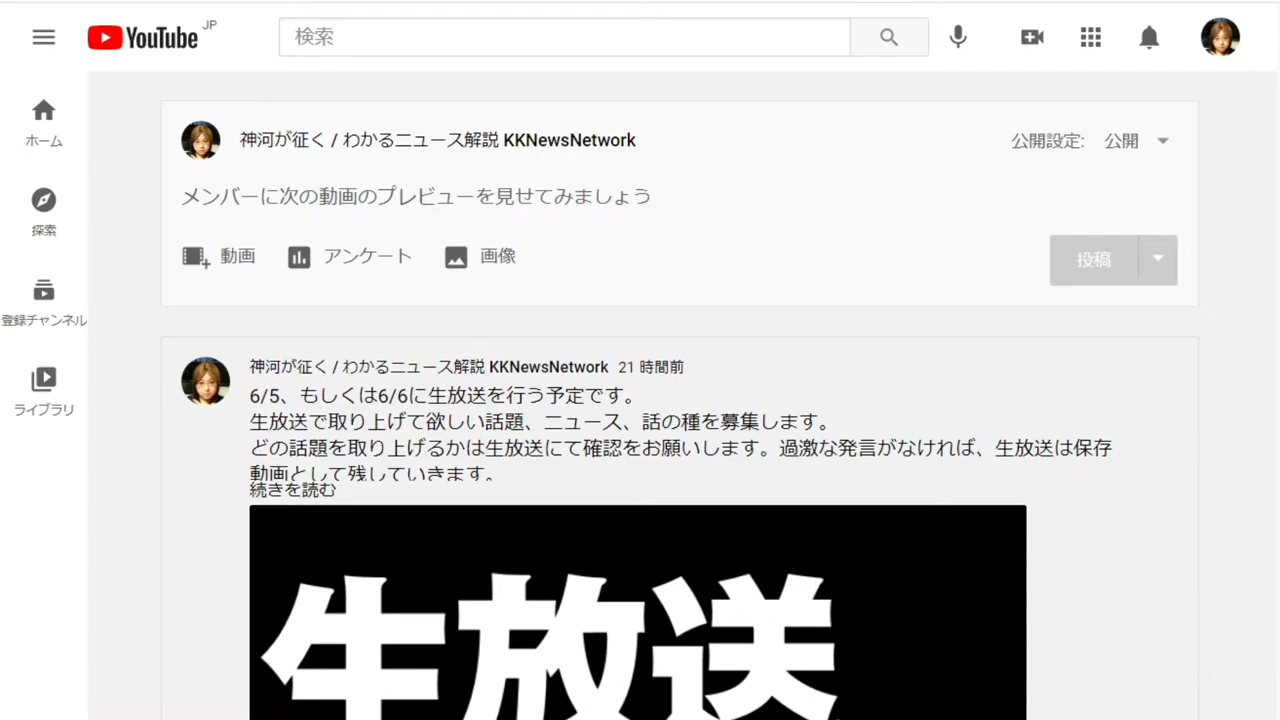 YouTube JP
検索
ホーム
探索
登録チャンネル
ライブラリ
神河が征く / わかるニュース解説 KKNewsNetwork
公開設定: 公開
メンバーに次の動画のプレビューを見せてみましょう
動画 アンケート 画像
投稿
神河が征く / わかるニュース解説 KKNewsNetwork 21 時間前
6/5、もしくは6/6に生放送を行う予定です。
生放送で取り上げて欲しい話題、ニュース、話の種を募集します。
どの話題を取り上げるかは生放送にて確認をお願いします。過激な発言がなければ、生放送は保存
動画として残していきます。
続きを読む
生放送